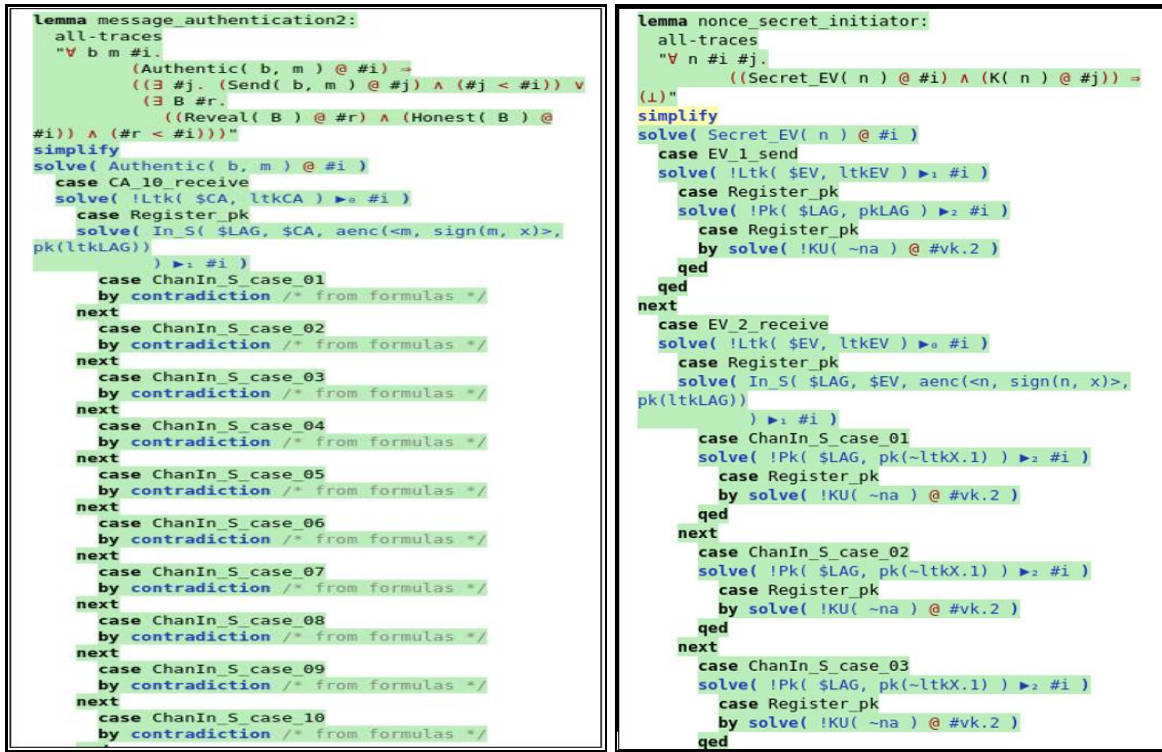 lemma message_authentication2:
all-traces
"∀ b m #i.
(Authentic( b, m ) @ #i) ⇒
((∃ #j. (Send( b, m ) @ #j) ∧ (#j < #i)) ∨
(∃ B #r.
((Reveal( B ) @ #r) ∧ (Honest( B ) @
#i)) ∧ (#r < #i)))"
simplify
solve( Authentic( b, m ) @ #i )
case CA_10_receive
solve( !Ltk( $CA, ltkCA ) ▶₀ #i )
case Register_pk
solve( In_S( $LAG, $CA, aenc(<m, sign(m, x)>,
pk(ltkLAG))
) ▶₁ #i )
case ChanIn_S_case_01
by contradiction /* from formulas */
next
case ChanIn_S_case_02
by contradiction /* from formulas */
next
case ChanIn_S_case_03
by contradiction /* from formulas */
next
case ChanIn_S_case_04
by contradiction /* from formulas */
next
case ChanIn_S_case_05
by contradiction /* from formulas */
next
case ChanIn_S_case_06
by contradiction /* from formulas */
next
case ChanIn_S_case_07
by contradiction /* from formulas */
next
case ChanIn_S_case_08
by contradiction /* from formulas */
next
case ChanIn_S_case_09
by contradiction /* from formulas */
next
case ChanIn_S_case_10
by contradiction /* from formulas */
lemma nonce_secret_initiator:
all-traces
"∀ n #i #j.
((Secret_EV( n ) @ #i) ∧ (K( n ) @ #j)) ⇒
(⊥)"
simplify
solve( Secret_EV( n ) @ #i )
case EV_1_send
solve( !Ltk( $EV, ltkEV ) ▶₁ #i )
case Register_pk
solve( !Pk( $LAG, pkLAG ) ▶₂ #i )
case Register_pk
by solve( !KU( ~na ) @ #vk.2 )
qed
qed
next
case EV_2_receive
solve( !Ltk( $EV, ltkEV ) ▶₀ #i )
case Register_pk
solve( In_S( $LAG, $EV, aenc(<n, sign(n, x)>,
pk(ltkLAG))
) ▶₁ #i )
case ChanIn_S_case_01
solve( !Pk( $LAG, pk(~ltkX.1) ) ▶₂ #i )
case Register_pk
by solve( !KU( ~na ) @ #vk.2 )
qed
next
case ChanIn_S_case_02
solve( !Pk( $LAG, pk(~ltkX.1) ) ▶₂ #i )
case Register_pk
by solve( !KU( ~na ) @ #vk.2 )
qed
next
case ChanIn_S_case_03
solve( !Pk( $LAG, pk(~ltkX.1) ) ▶₂ #i )
case Register_pk
by solve( !KU( ~na ) @ #vk.2 )
qed